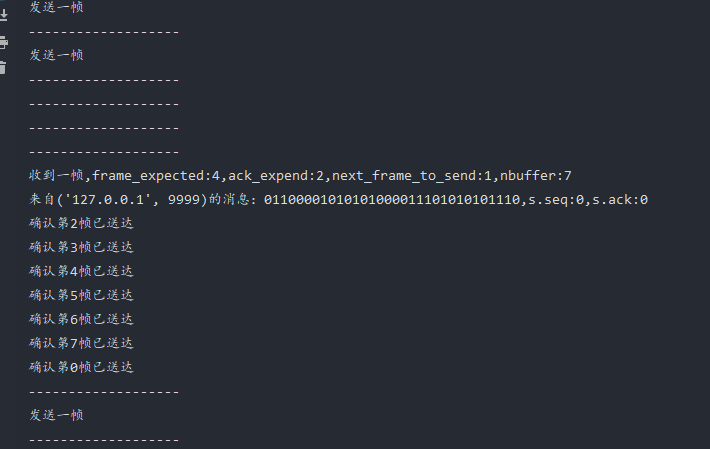 发送一帧
-------------------
发送一帧
-------------------
-------------------
-------------------
-------------------
收到一帧,frame_expected:4,ack_expend:2,next_frame_to_send:1,nbuffer:7
来自('127.0.0.1', 9999)的消息：01100001010101000011101010101110,s.seq:0,s.ack:0
确认第2帧已送达
确认第3帧已送达
确认第4帧已送达
确认第5帧已送达
确认第6帧已送达
确认第7帧已送达
确认第0帧已送达
-------------------
发送一帧
-------------------